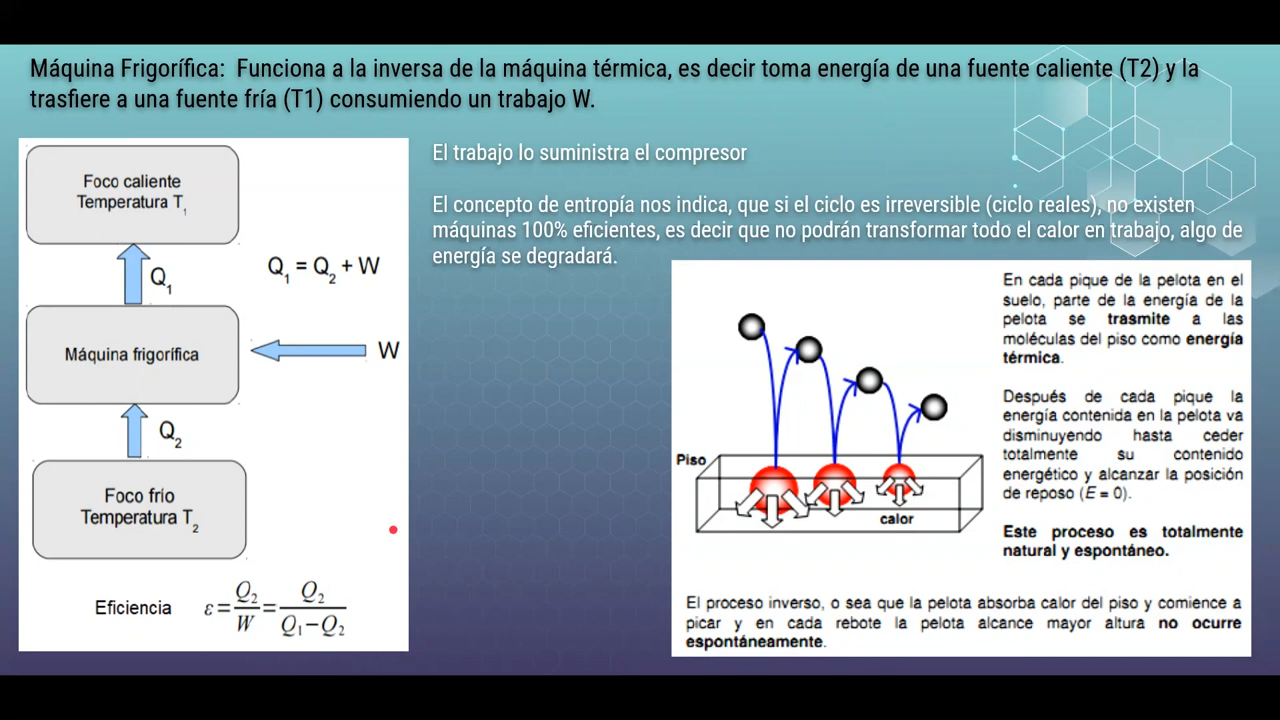 Máquina Frigorífica: Funciona a la inversa de la máquina térmica, es decir toma energía de una fuente caliente (T2) y la
trasfiere a una fuente fría (T1) consumiendo un trabajo W.
El trabajo lo suministra el compresor
El concepto de entropía nos indica, que si el ciclo es irreversible (ciclo reales), no existen
máquinas 100% eficientes, es decir que no podrán transformar todo el calor en trabajo, algo de
energía se degradará.
Foco caliente
Temperatura T₁
Q₁
Q₁ = Q₂ + W
Máquina frigorífica
W
Q₂
Foco frío
Temperatura T₂
Eficiencia ε = Q₂/W = Q₂/(Q₁−Q₂)
Piso
calor
En cada pique de la pelota en el
suelo, parte de la energía de la
pelota se trasmite a las
moléculas del piso como energía
térmica.
Después de cada pique la
energía contenida en la pelota va
disminuyendo hasta ceder
totalmente su contenido
energético y alcanzar la posición
de reposo (E = 0).
Este proceso es totalmente
natural y espontáneo.
El proceso inverso, o sea que la pelota absorba calor del piso y comience a
picar y en cada rebote la pelota alcance mayor altura no ocurre
espontáneamente.